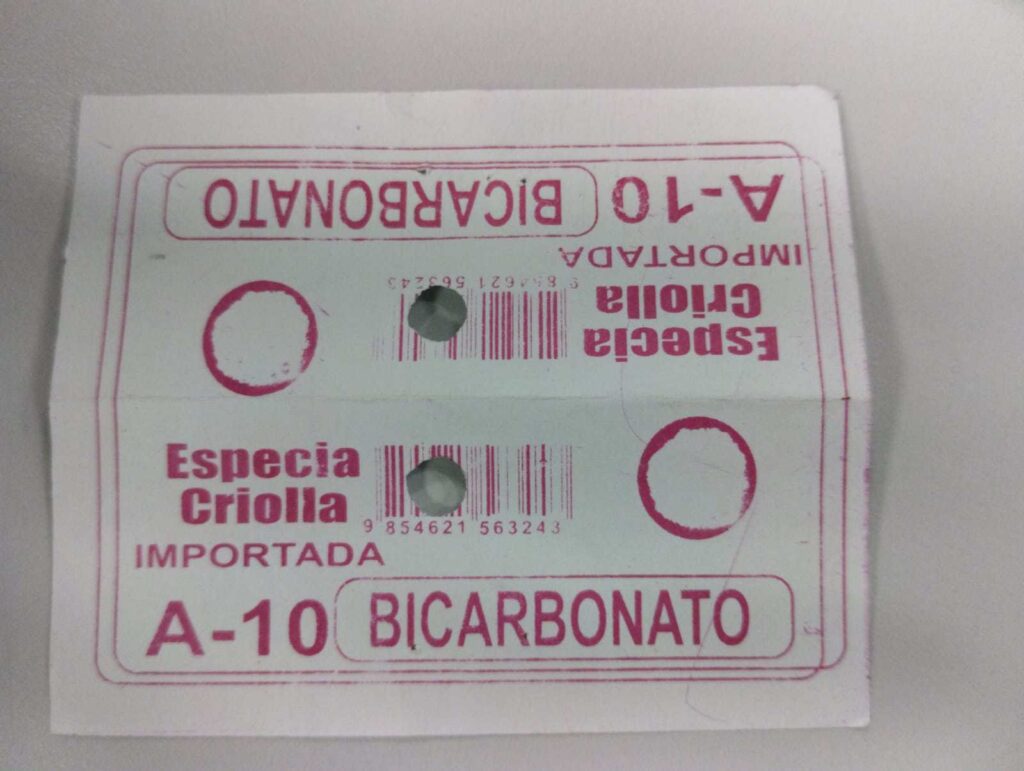 A-10 BICARBONATO
IMPORTADA
Especia
Criolla
9 854621 563243
Especia
Criolla
9 854621 563243
IMPORTADA
A-10 BICARBONATO